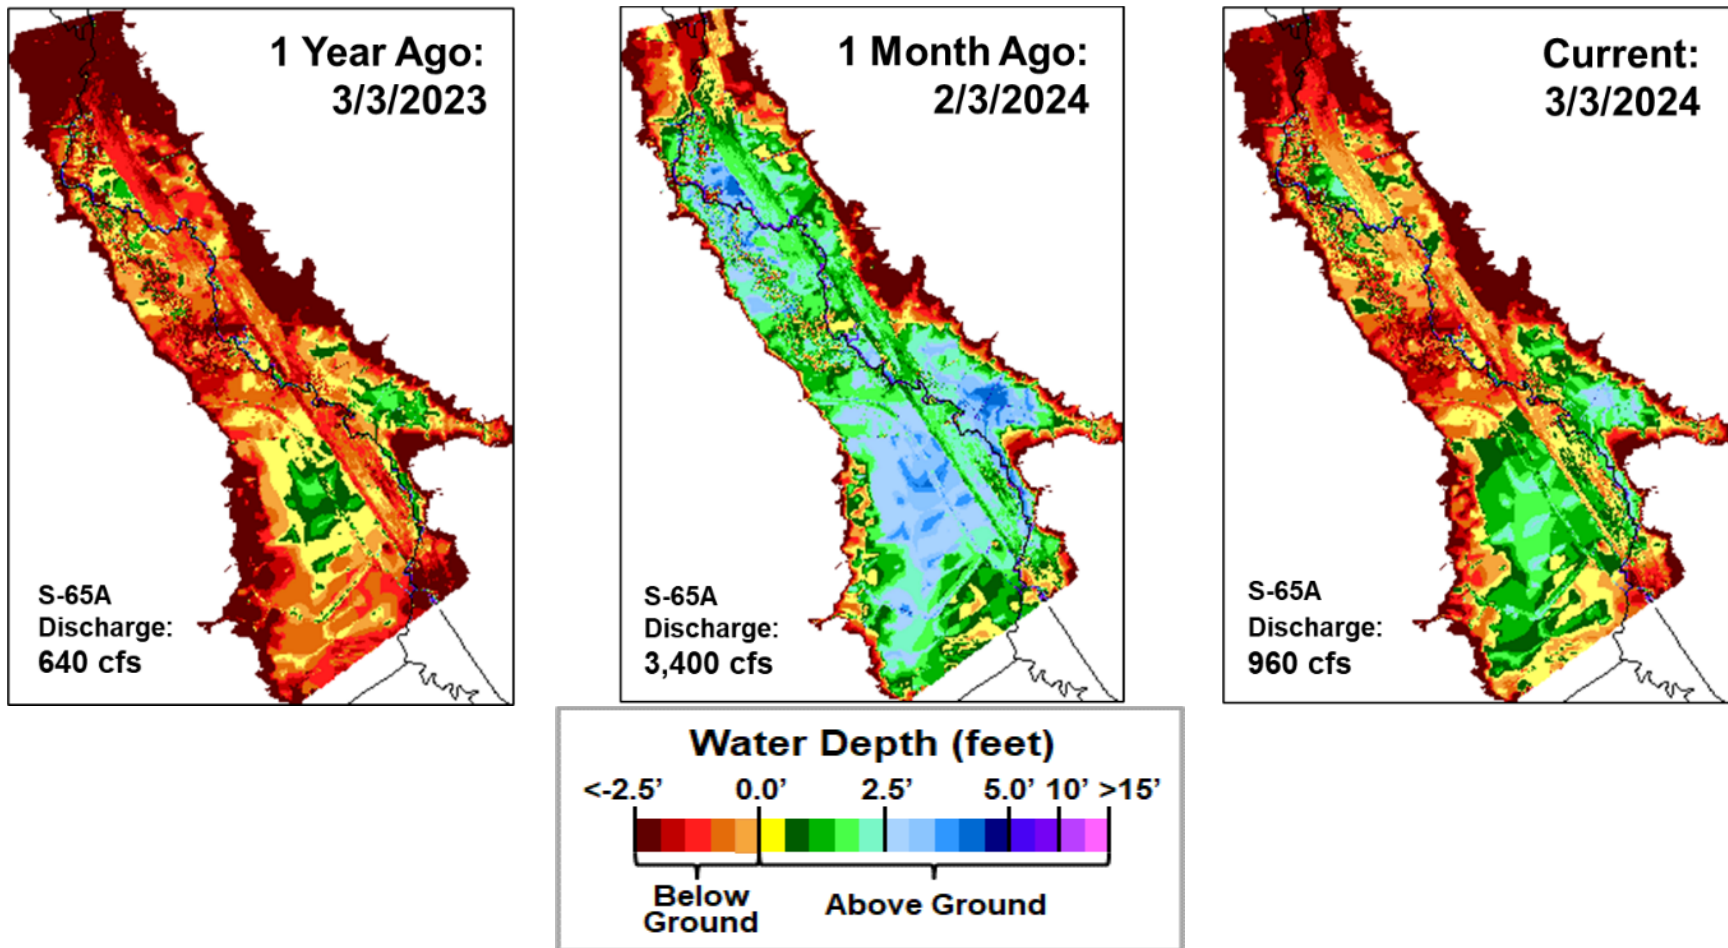 1 Year Ago:
3/3/2023
S-65A
Discharge:
640 cfs
1 Month Ago:
2/3/2024
S-65A
Discharge:
3,400 cfs
Current:
3/3/2024
S-65A
Discharge:
960 cfs
Water Depth (feet)
<-2.5’ 0.0’ 2.5’ 5.0’ 10’ >15’
Below
Ground
Above Ground